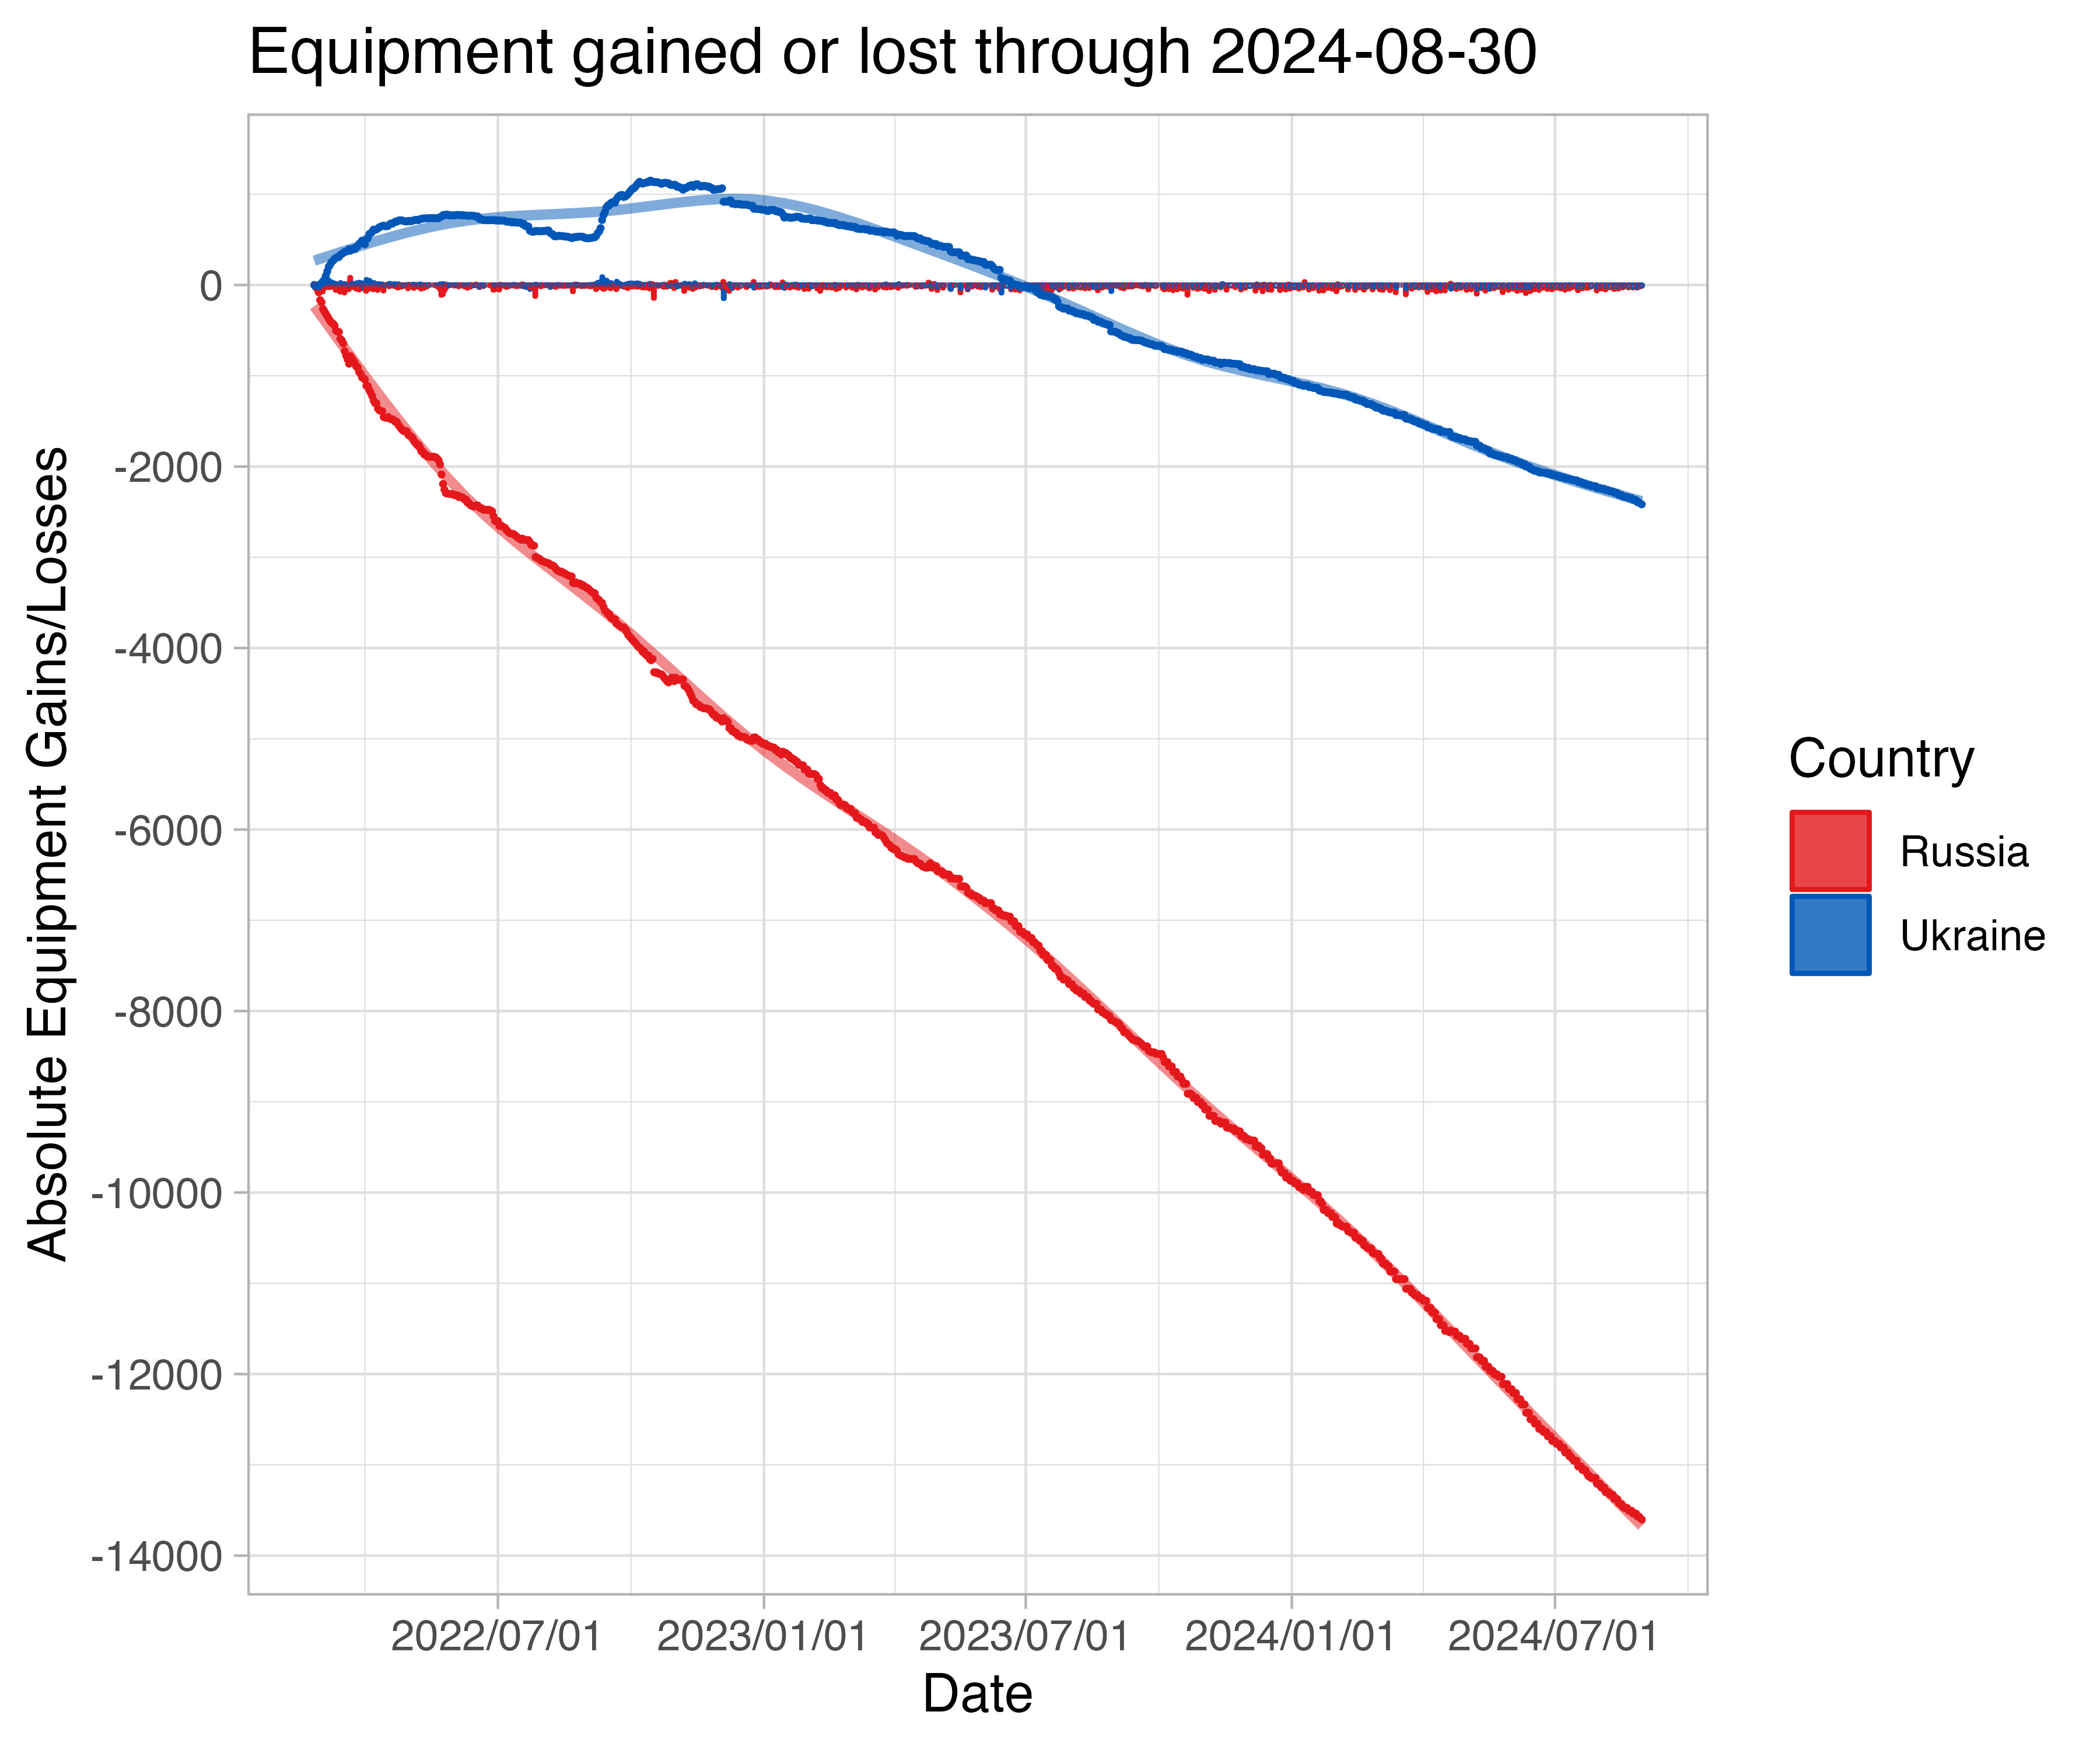 Equipment gained or lost through 2024-08-30
Absolute Equipment Gains/Losses
0
-2000
-4000
-6000
-8000
-10000
-12000
-14000
2022/07/01
2023/01/01
2023/07/01
2024/01/01
2024/07/01
Date
Country
Russia
Ukraine